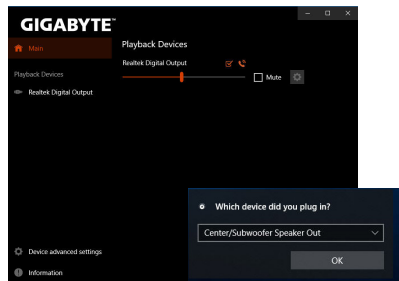 GIGABYTE™
Main
Playback Devices
Realtek Digital Output
Playback Devices
Realtek Digital Output
Mute
Which device did you plug in?
Center/Subwoofer Speaker Out
OK
Device advanced settings
Information